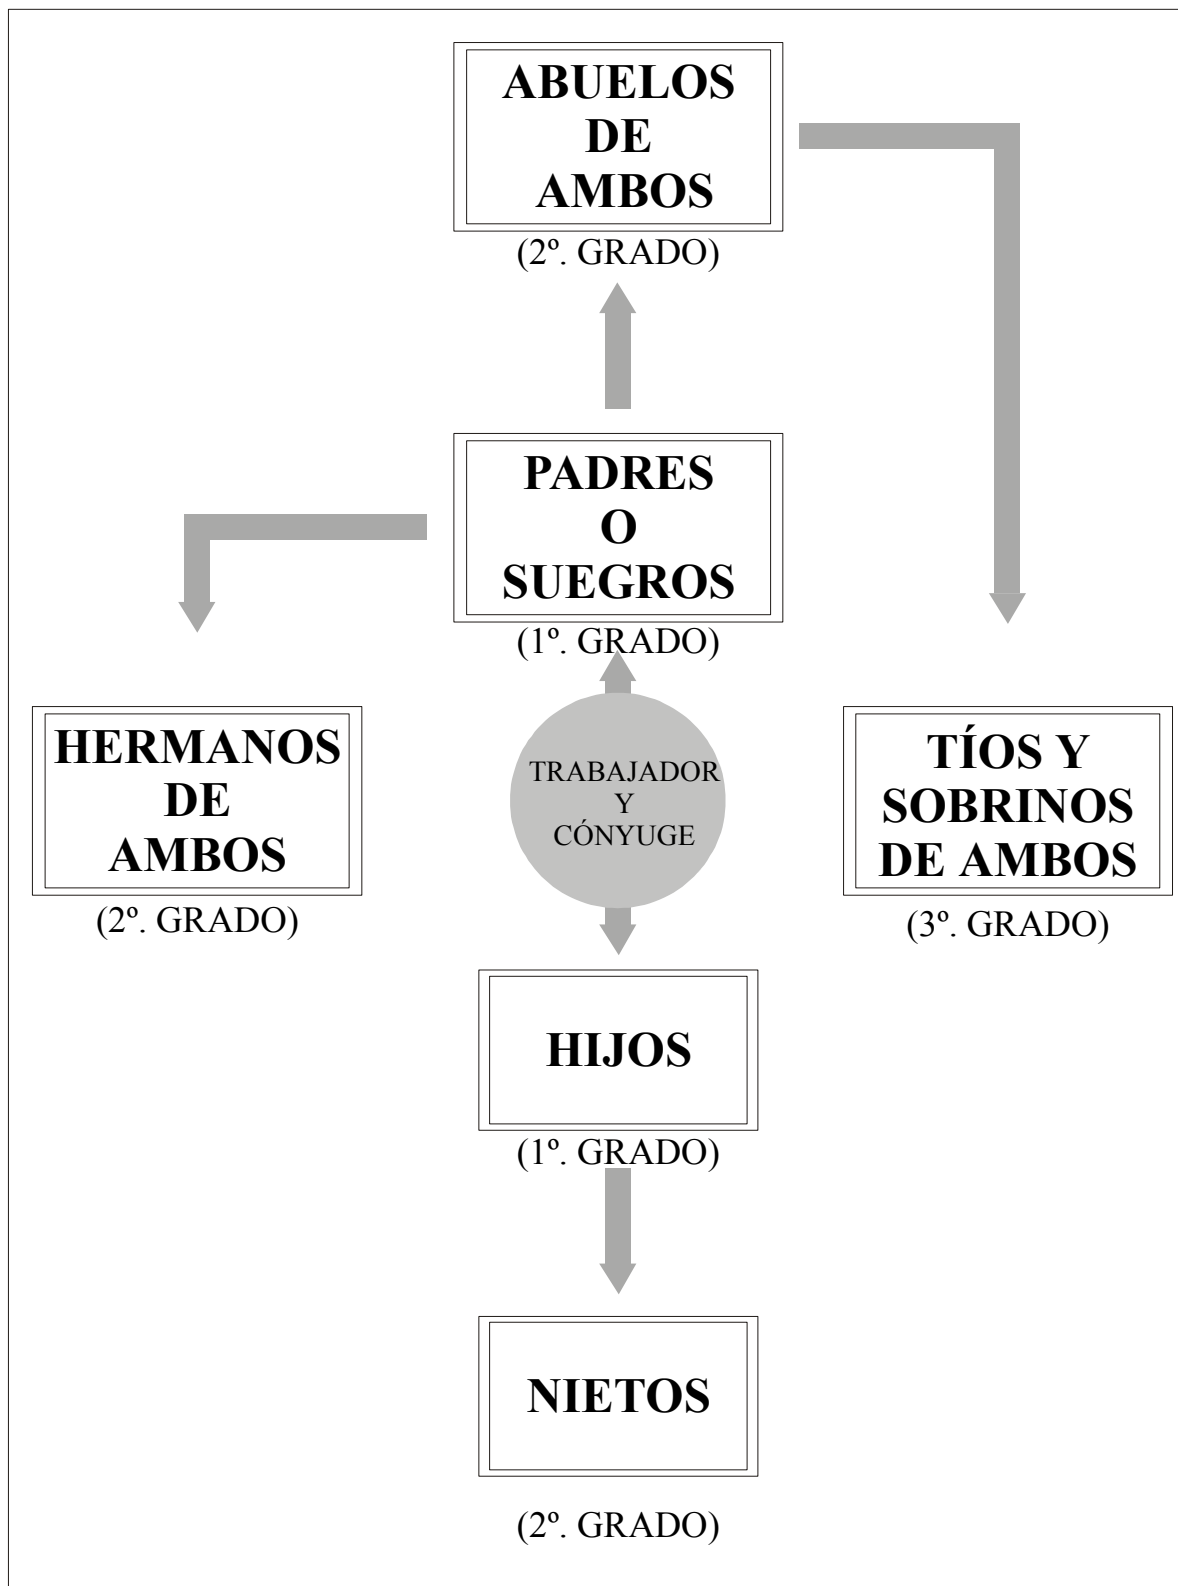 ABUELOS
DE
AMBOS
(2º. GRADO)
PADRES
O
SUEGROS
(1º. GRADO)
HERMANOS
DE
AMBOS
(2º. GRADO)
TRABAJADOR
Y
CÓNYUGE
TÍOS Y
SOBRINOS
DE AMBOS
(3º. GRADO)
HIJOS
(1º. GRADO)
NIETOS
(2º. GRADO)